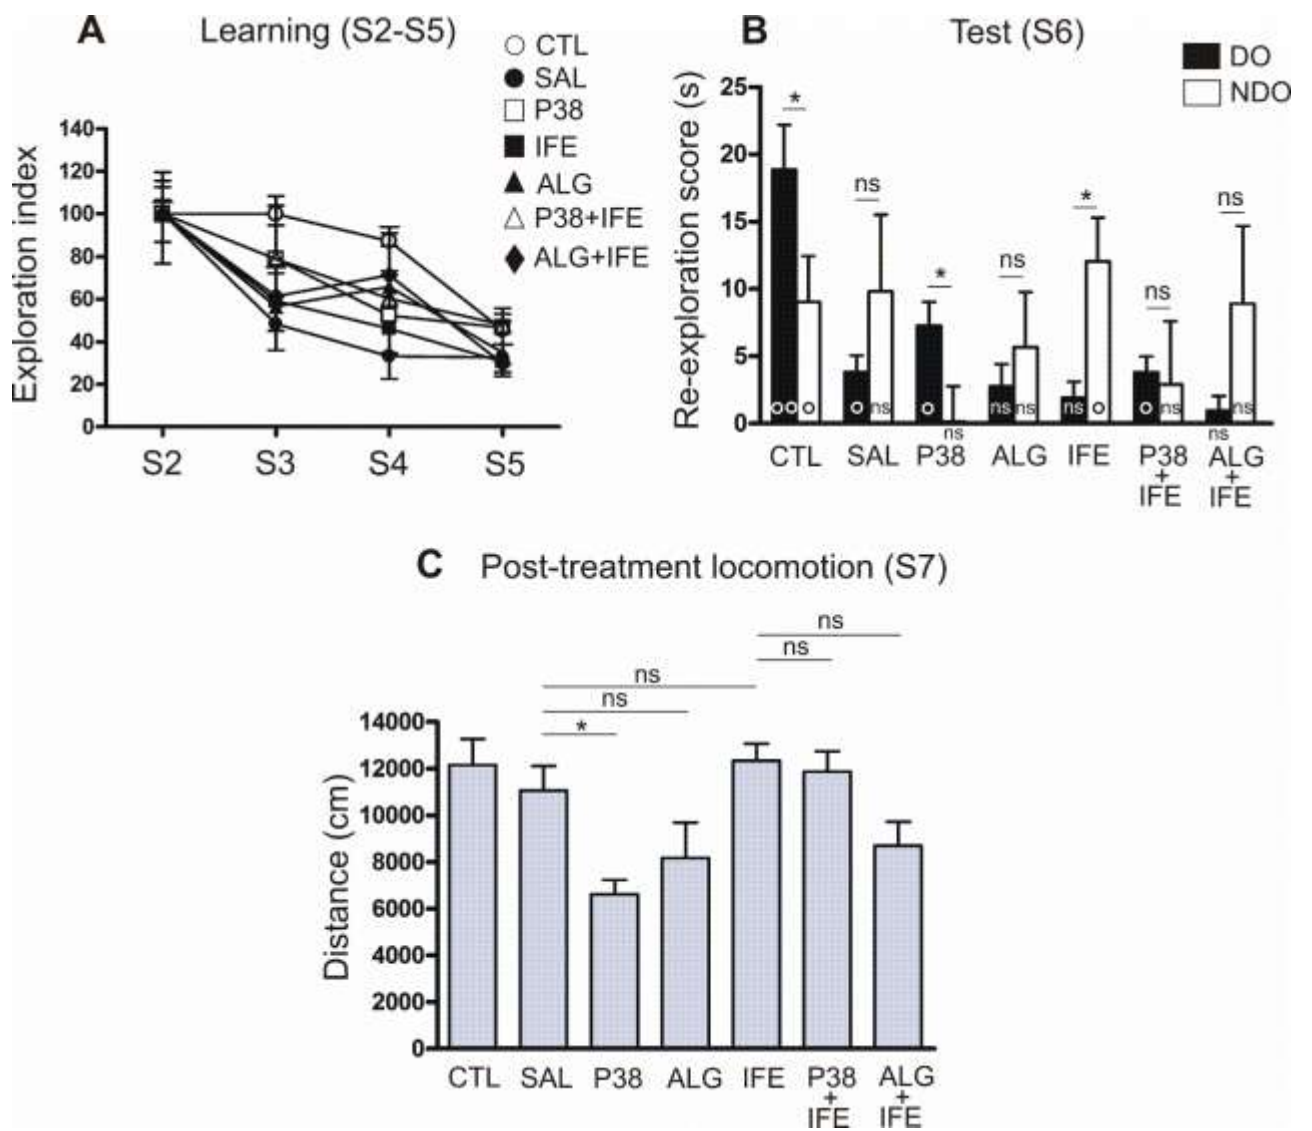 A Learning (S2-S5)
CTL
SAL
P38
IFE
ALG
P38+IFE
ALG+IFE
Exploration index
140
120
100
80
60
40
20
0
S2 S3 S4 S5
B Test (S6)
DO
NDO
Re-exploration score (s)
25
20
15
10
5
0
* ns * ns * ns ns
ns ns ns ns ns ns ns ns
CTL SAL P38 ALG IFE P38 + IFE ALG + IFE
C Post-treatment locomotion (S7)
ns
ns
ns
ns
*
Distance (cm)
14000
12000
10000
8000
6000
4000
2000
0
CTL SAL P38 ALG IFE P38 + IFE ALG + IFE